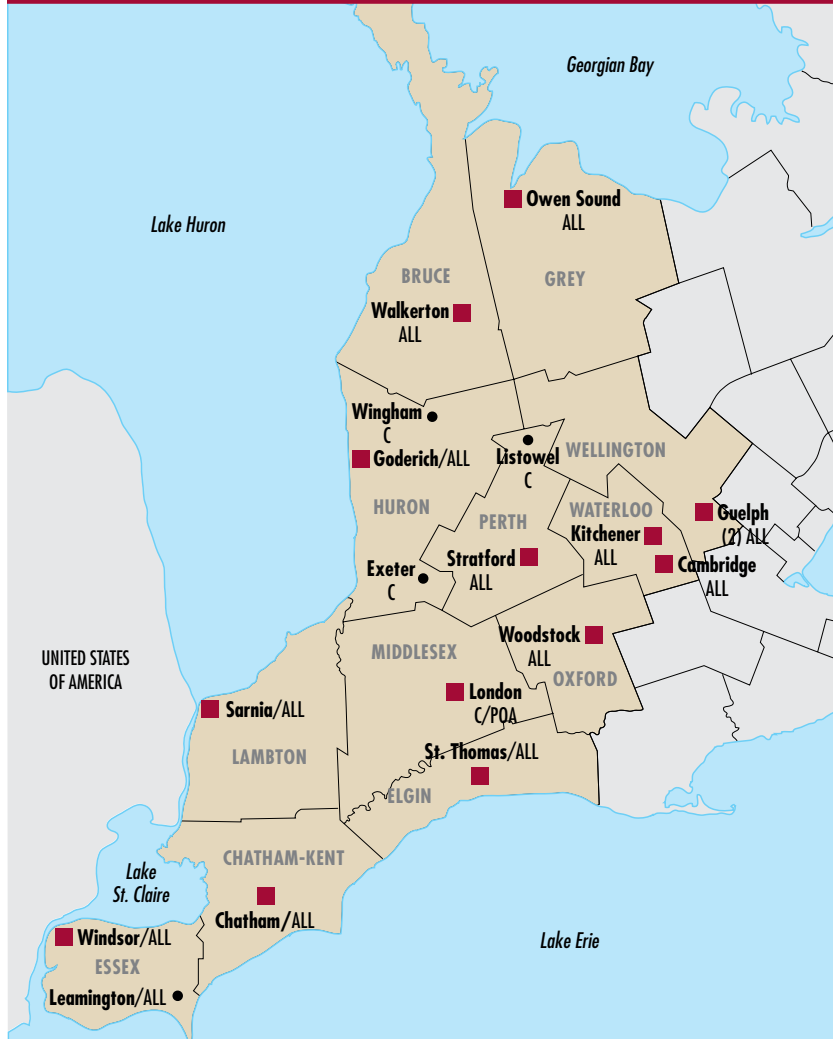 Georgian Bay
Owen Sound
ALL
Lake Huron
BRUCE
GREY
Walkerton
ALL
Wingham
C
Listowel
C
WELLINGTON
Goderich/ALL
HURON
PERTH
WATERLOO
Guelph
(2) ALL
Kitchener
ALL
Stratford
ALL
Exeter
C
Cambridge
ALL
Woodstock
ALL
MIDDLESEX
OXFORD
UNITED STATES
OF AMERICA
London
C/POA
Sarnia/ALL
LAMBTON
St. Thomas/ALL
ELGIN
CHATHAM-KENT
Lake
St. Claire
Chatham/ALL
Lake Erie
Windsor/ALL
ESSEX
Leamington/ALL